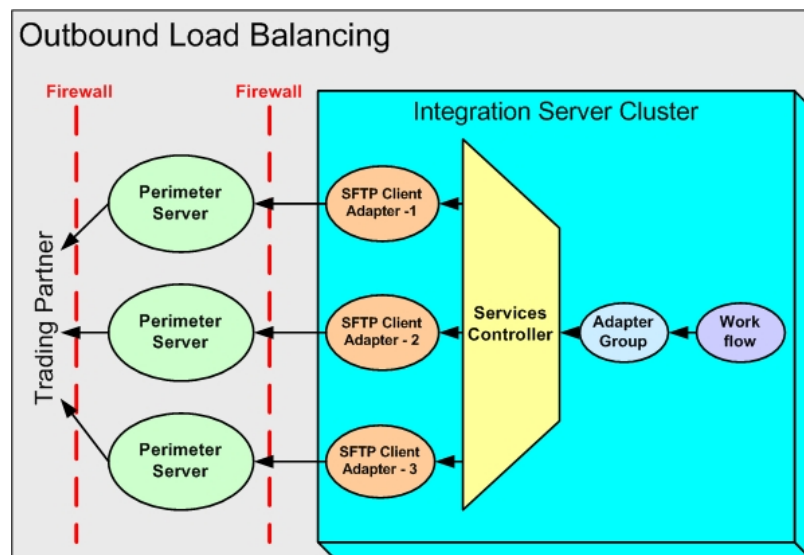 Outbound Load Balancing
Firewall
Firewall
Integration Server Cluster
Perimeter
Server
SFTP Client
Adapter -1
Trading Partner
Perimeter
Server
SFTP Client
Adapter - 2
Services
Controller
Adapter
Group
Work
flow
Perimeter
Server
SFTP Client
Adapter - 3